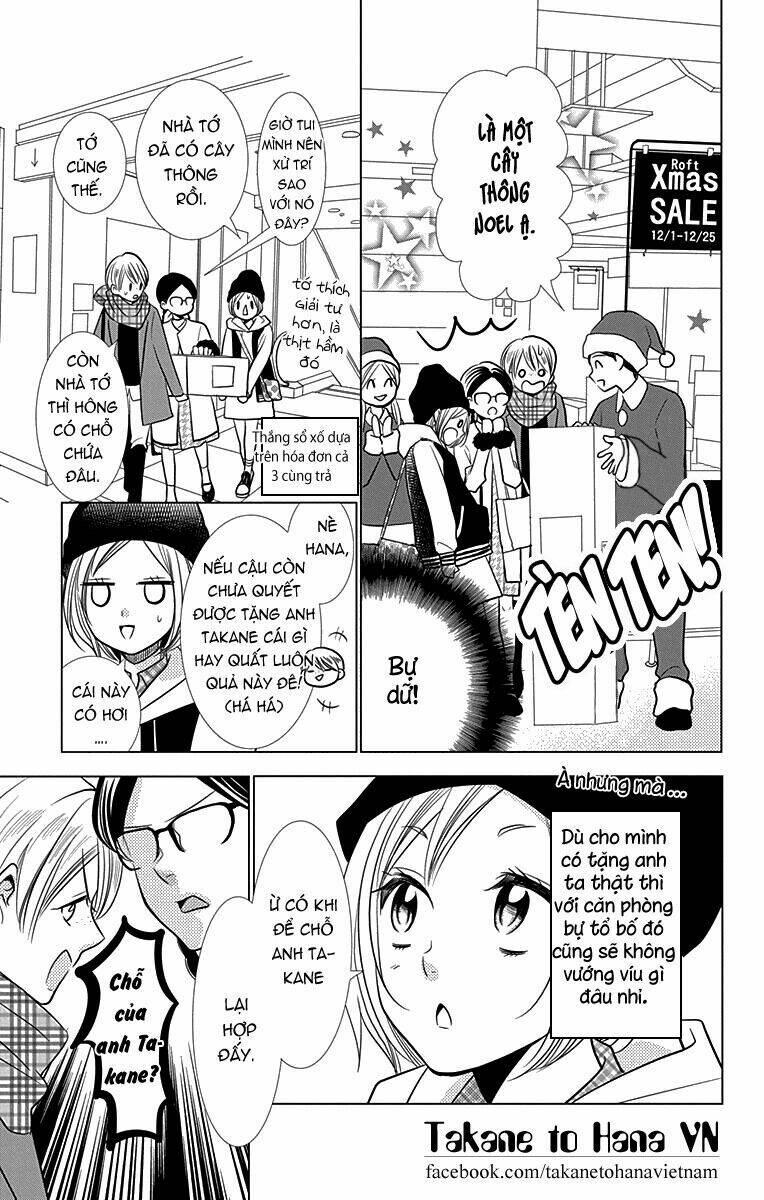 LÀ MỘT
CÂY
THÔNG
NOEL Ạ.
Roft
Xmas
SALE
12/1-12/25
TÈN TEN!
Bự
dữ!
GIỜ TỤI
MÌNH NÊN
XỬ TRÍ
SAO
VỚI NÓ
ĐÂY?
NHÀ TỚ
ĐÃ CÓ CÂY
THÔNG
RỒI.
TỚ
CŨNG
THẾ.
tớ thích
giải tư
hơn, là
thịt hầm
đó
CÒN
NHÀ TỚ
THÌ HÔNG
CÓ CHỖ
CHỨA
ĐÂU.
Thắng sổ xố dựa
trên hóa đơn cả
3 cùng trả
NÈ
HANA,
NẾU CẬU CÒN
CHƯA QUYẾT
ĐƯỢC TẶNG ANH
TAKANE CÁI GÌ
HAY QUẤT LUÔN
QUẢ NÀY ĐÊ!
(HÁ HÁ)
CÁI NÀY
CÓ HƠI
....
À nhưng mà ...
Dù cho mình
có tặng anh
ta thật thì
với căn phòng
bự tổ bố đó
cũng sẽ không
vướng víu gì
đâu nhỉ.
Ừ CÓ KHI
ĐỂ CHỖ
ANH TA-
KANE
LẠI
HỢP
ĐẤY.
Chỗ
của
anh Ta-
kane?
Takane to Hana VN
facebook.com/takanetohanavietnam